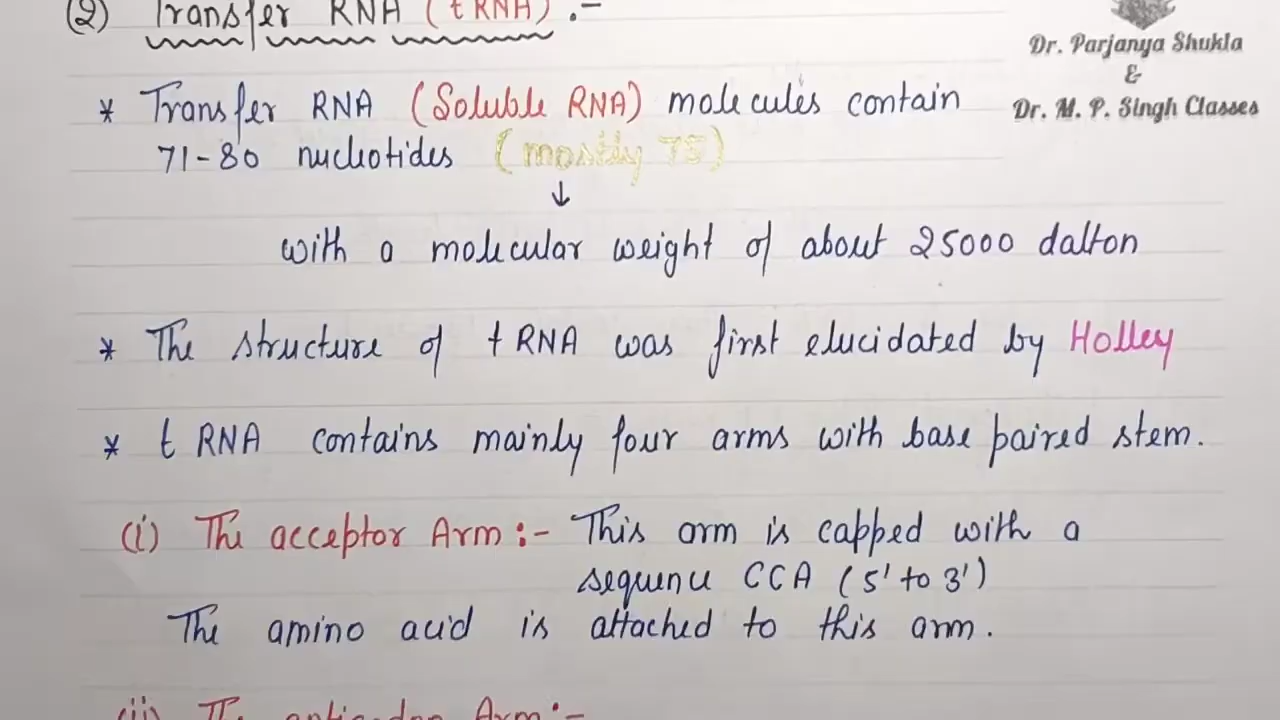 (2) Transfer RNA (tRNA) :-
Dr. Parjanya Shukla
&
Dr. M. P. Singh Classes
* Transfer RNA (Soluble RNA) molecules contain
71-80 nucleotides (mostly 75)
↓
with a molecular weight of about 25000 dalton
* The structure of tRNA was first elucidated by Holley
* tRNA contains mainly four arms with base paired stem.
(i) The acceptor Arm :- This arm is capped with a
sequence CCA (5' to 3')
The amino acid is attached to this arm.
(ii) The anticodon Arm :-